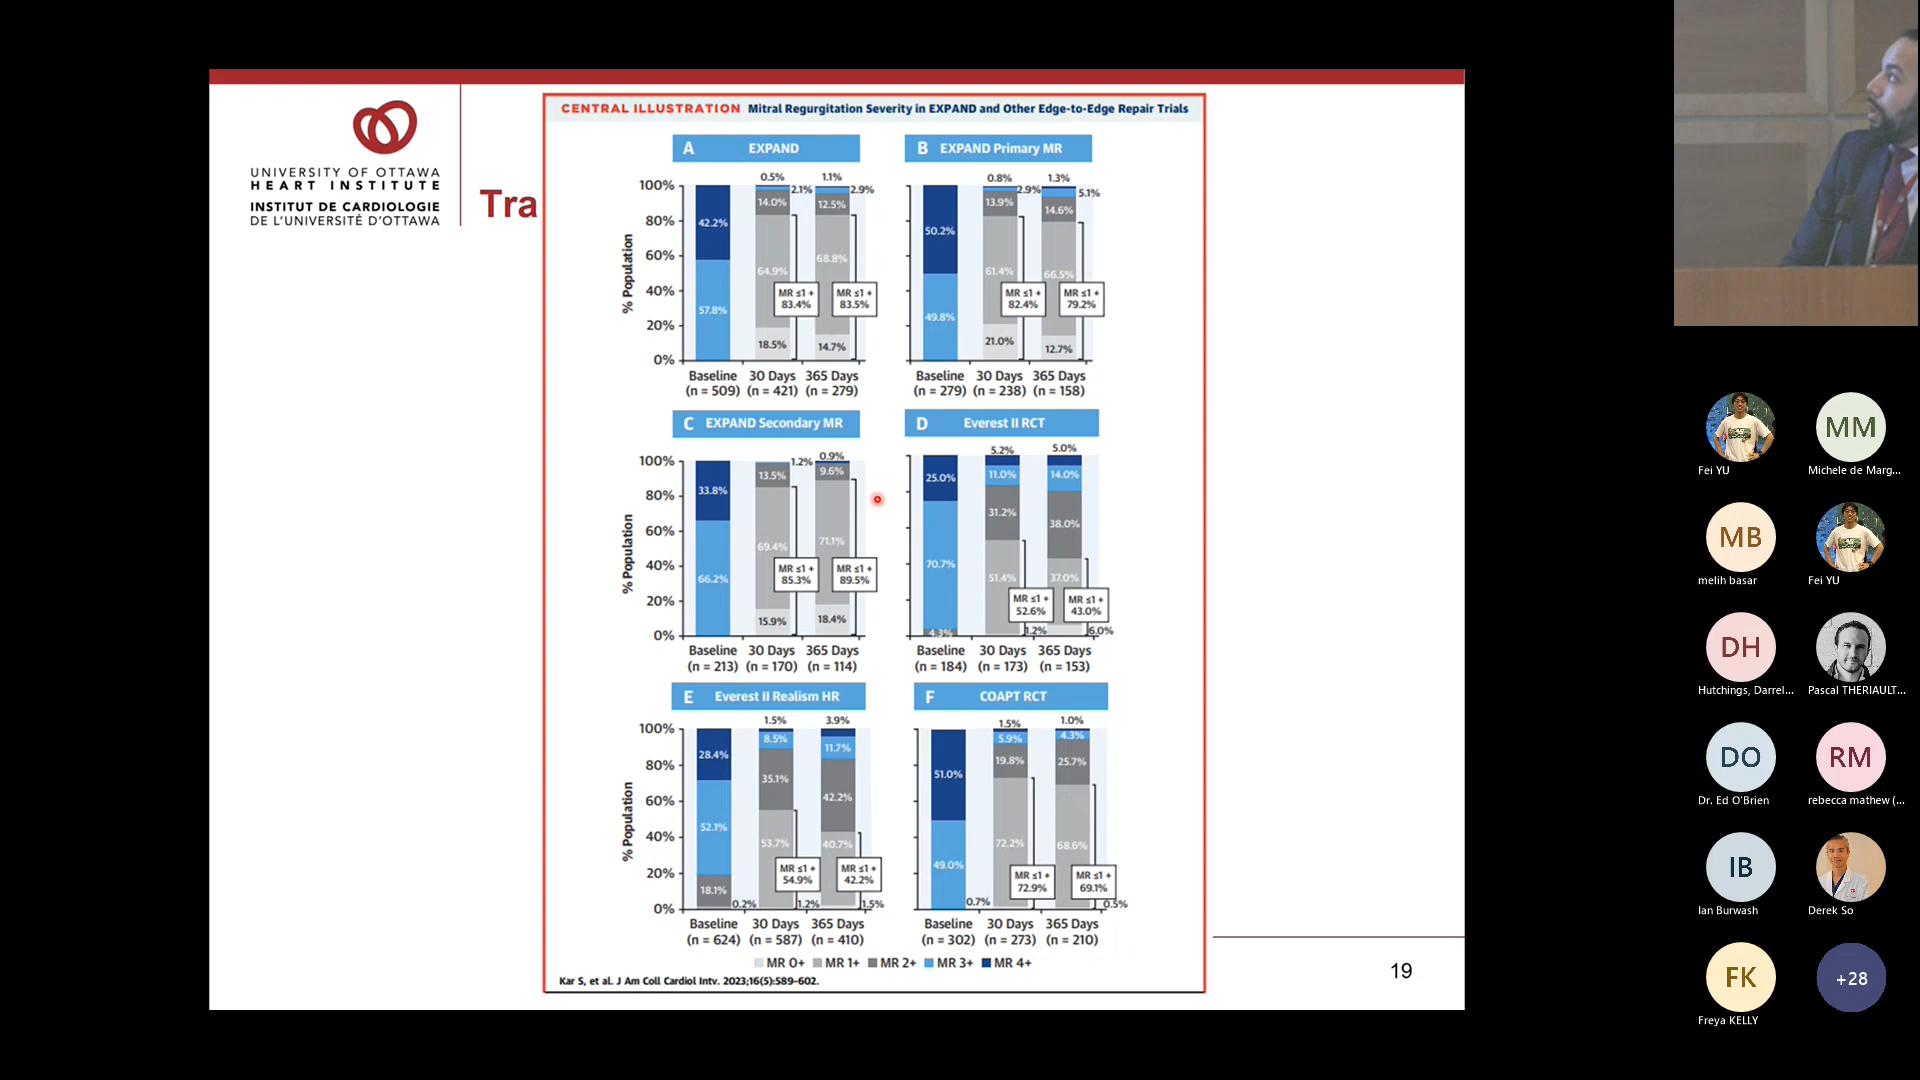 UNIVERSITY OF OTTAWA
HEART INSTITUTE
INSTITUT DE CARDIOLOGIE
DE L'UNIVERSITÉ D'OTTAWA
Tra
CENTRAL ILLUSTRATION Mitral Regurgitation Severity in EXPAND and Other Edge-to-Edge Repair Trials
A EXPAND
% Population
100%
80%
60%
40%
20%
0%
42.2%
57.8%
0.5%
2.1%
14.0%
64.9%
18.5%
MR ≤1 +
83.4%
1.1%
2.9%
12.5%
68.8%
14.7%
MR ≤1 +
83.5%
Baseline 30 Days 365 Days
(n = 509) (n = 421) (n = 279)
B EXPAND Primary MR
50.2%
49.8%
0.8%
2.9%
13.9%
61.4%
21.0%
MR ≤1 +
82.4%
1.3%
5.1%
14.6%
66.5%
12.7%
MR ≤1 +
79.2%
Baseline 30 Days 365 Days
(n = 279) (n = 238) (n = 158)
C EXPAND Secondary MR
% Population
100%
80%
60%
40%
20%
0%
33.8%
66.2%
1.2%
13.5%
69.4%
15.9%
MR ≤1 +
85.3%
0.9%
9.6%
71.1%
18.4%
MR ≤1 +
89.5%
Baseline 30 Days 365 Days
(n = 213) (n = 170) (n = 114)
D Everest II RCT
25.0%
70.7%
4.3%
5.2%
11.0%
31.2%
51.4%
1.2%
MR ≤1 +
52.6%
5.0%
14.0%
38.0%
37.0%
6.0%
MR ≤1 +
43.0%
Baseline 30 Days 365 Days
(n = 184) (n = 173) (n = 153)
E Everest II Realism HR
% Population
100%
80%
60%
40%
20%
0%
28.4%
52.1%
18.1%
0.2%
1.5%
8.5%
35.1%
53.7%
1.2%
MR ≤1 +
54.9%
3.9%
11.7%
42.2%
40.7%
1.5%
MR ≤1 +
42.2%
Baseline 30 Days 365 Days
(n = 624) (n = 587) (n = 410)
F COAPT RCT
51.0%
49.0%
1.5%
5.9%
19.8%
72.2%
0.7%
MR ≤1 +
72.9%
1.0%
4.3%
25.7%
68.6%
0.5%
MR ≤1 +
69.1%
Baseline 30 Days 365 Days
(n = 302) (n = 273) (n = 210)
MR 0+ MR 1+ MR 2+ MR 3+ MR 4+
Kar S, et al. J Am Coll Cardiol Intv. 2023;16(5):589-602.
19
Fei YU
MM
Michele de Marg...
MB
melih basar
Fei YU
DH
Hutchings, Darrel...
Pascal THERIAULT...
DO
Dr. Ed O'Brien
RM
rebecca mathew (...
IB
Ian Burwash
Derek So
FK
Freya KELLY
+28